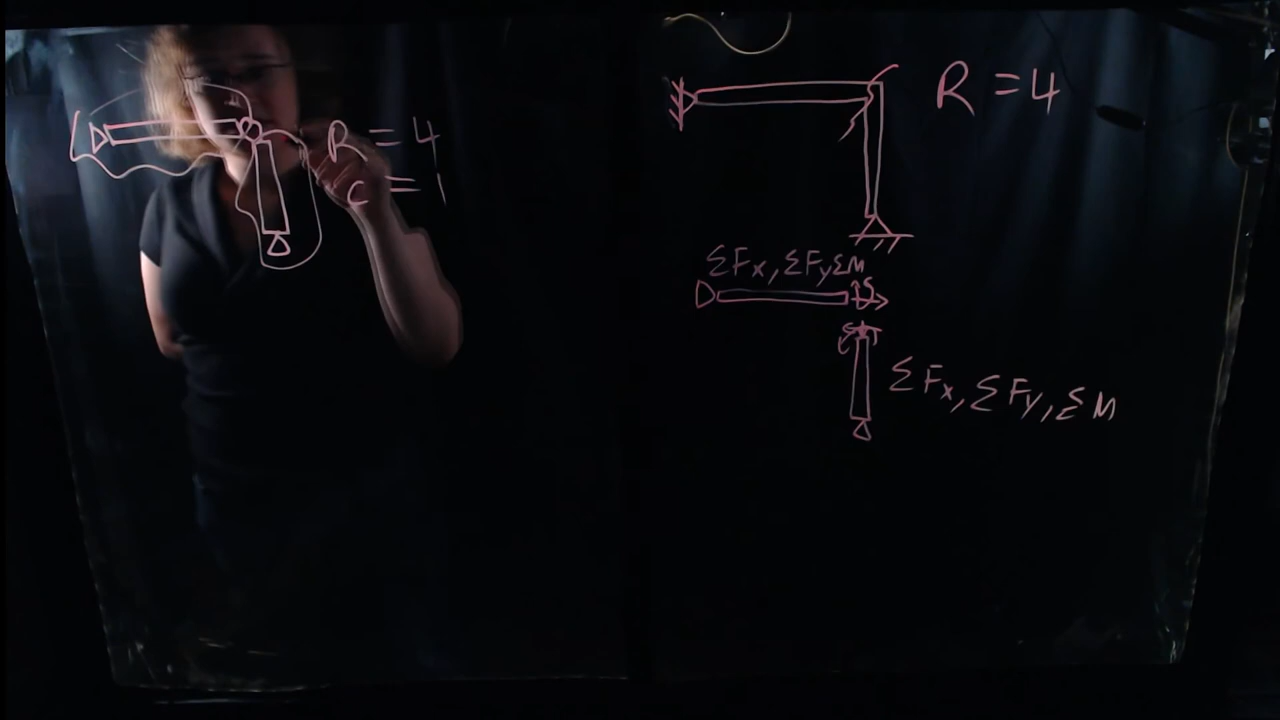 R = 4
C = 1
R = 4
ΣFx, ΣFy ΣM
ΣFx, ΣFy, ΣM